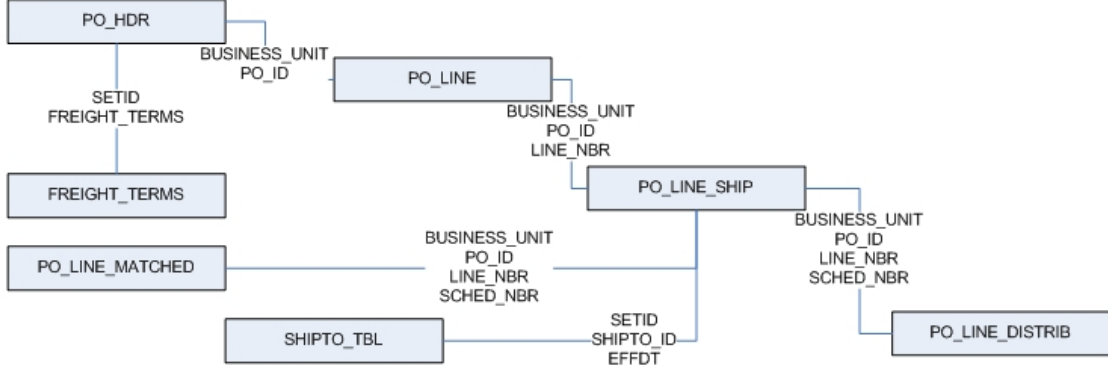 PO_HDR
BUSINESS_UNIT
PO_ID
PO_LINE
SETID
FREIGHT_TERMS
BUSINESS_UNIT
PO_ID
LINE_NBR
FREIGHT_TERMS
PO_LINE_SHIP
BUSINESS_UNIT
PO_ID
LINE_NBR
SCHED_NBR
PO_LINE_MATCHED
BUSINESS_UNIT
PO_ID
LINE_NBR
SCHED_NBR
SHIPTO_TBL
SETID
SHIPTO_ID
EFFDT
PO_LINE_DISTRIB